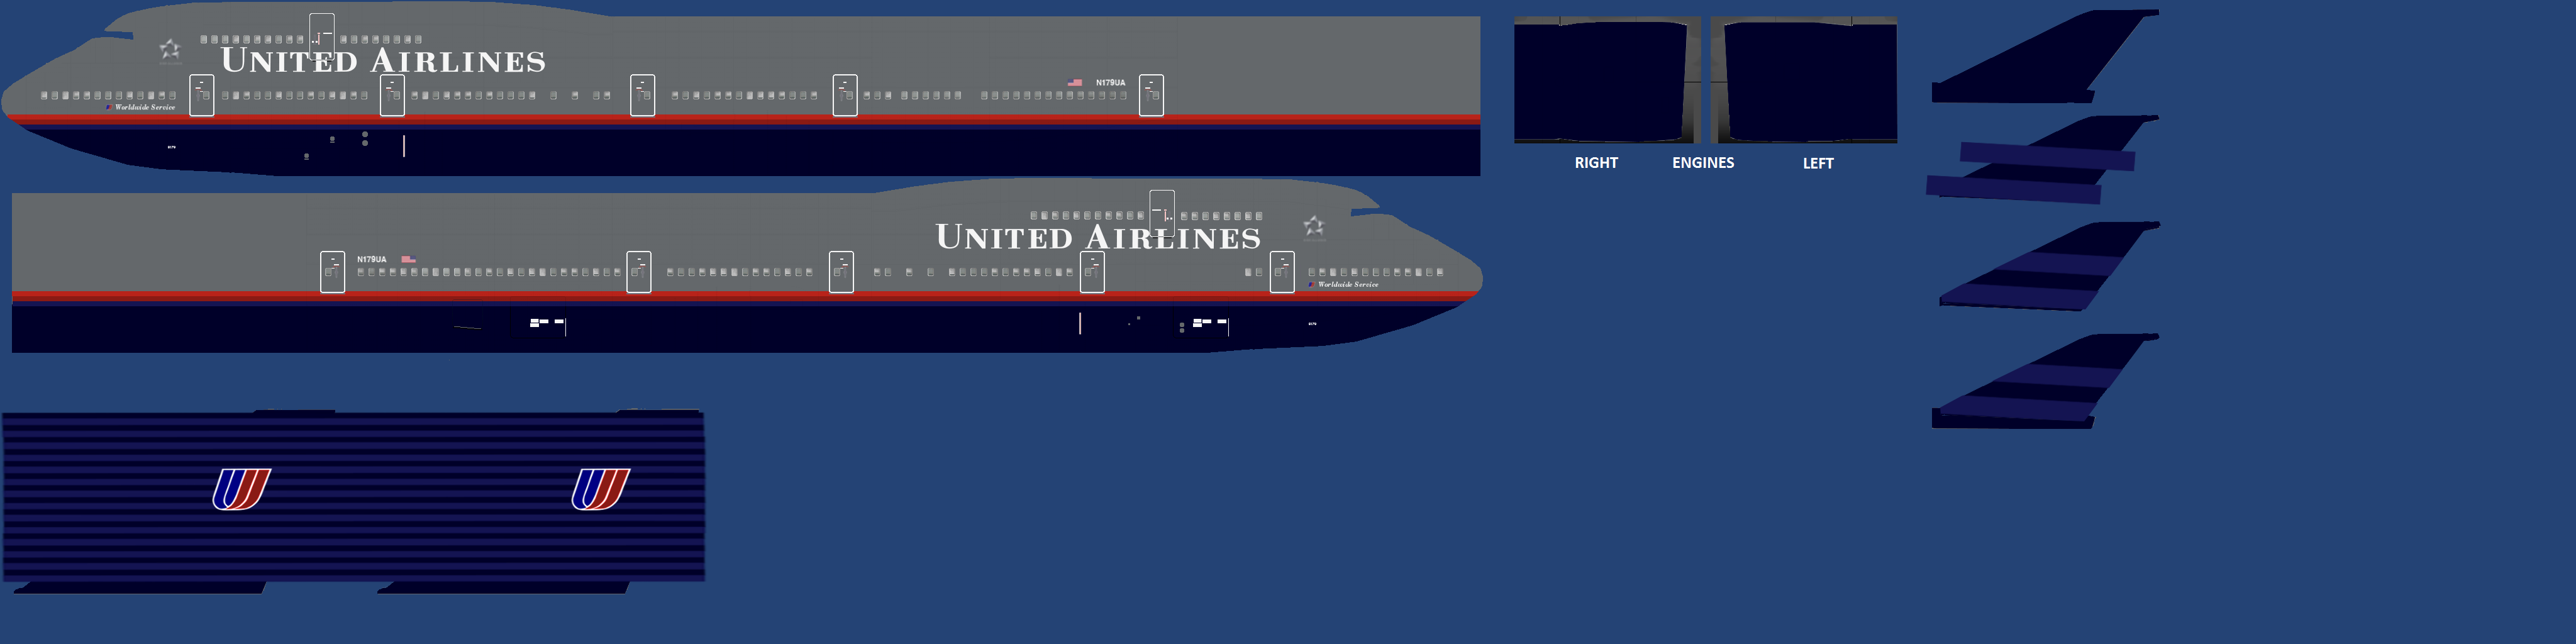 UNITED AIRLINES
N179UA
Worldwide Service
RIGHT ENGINES LEFT
UNITED AIRLINES
N179UA
Worldwide Service